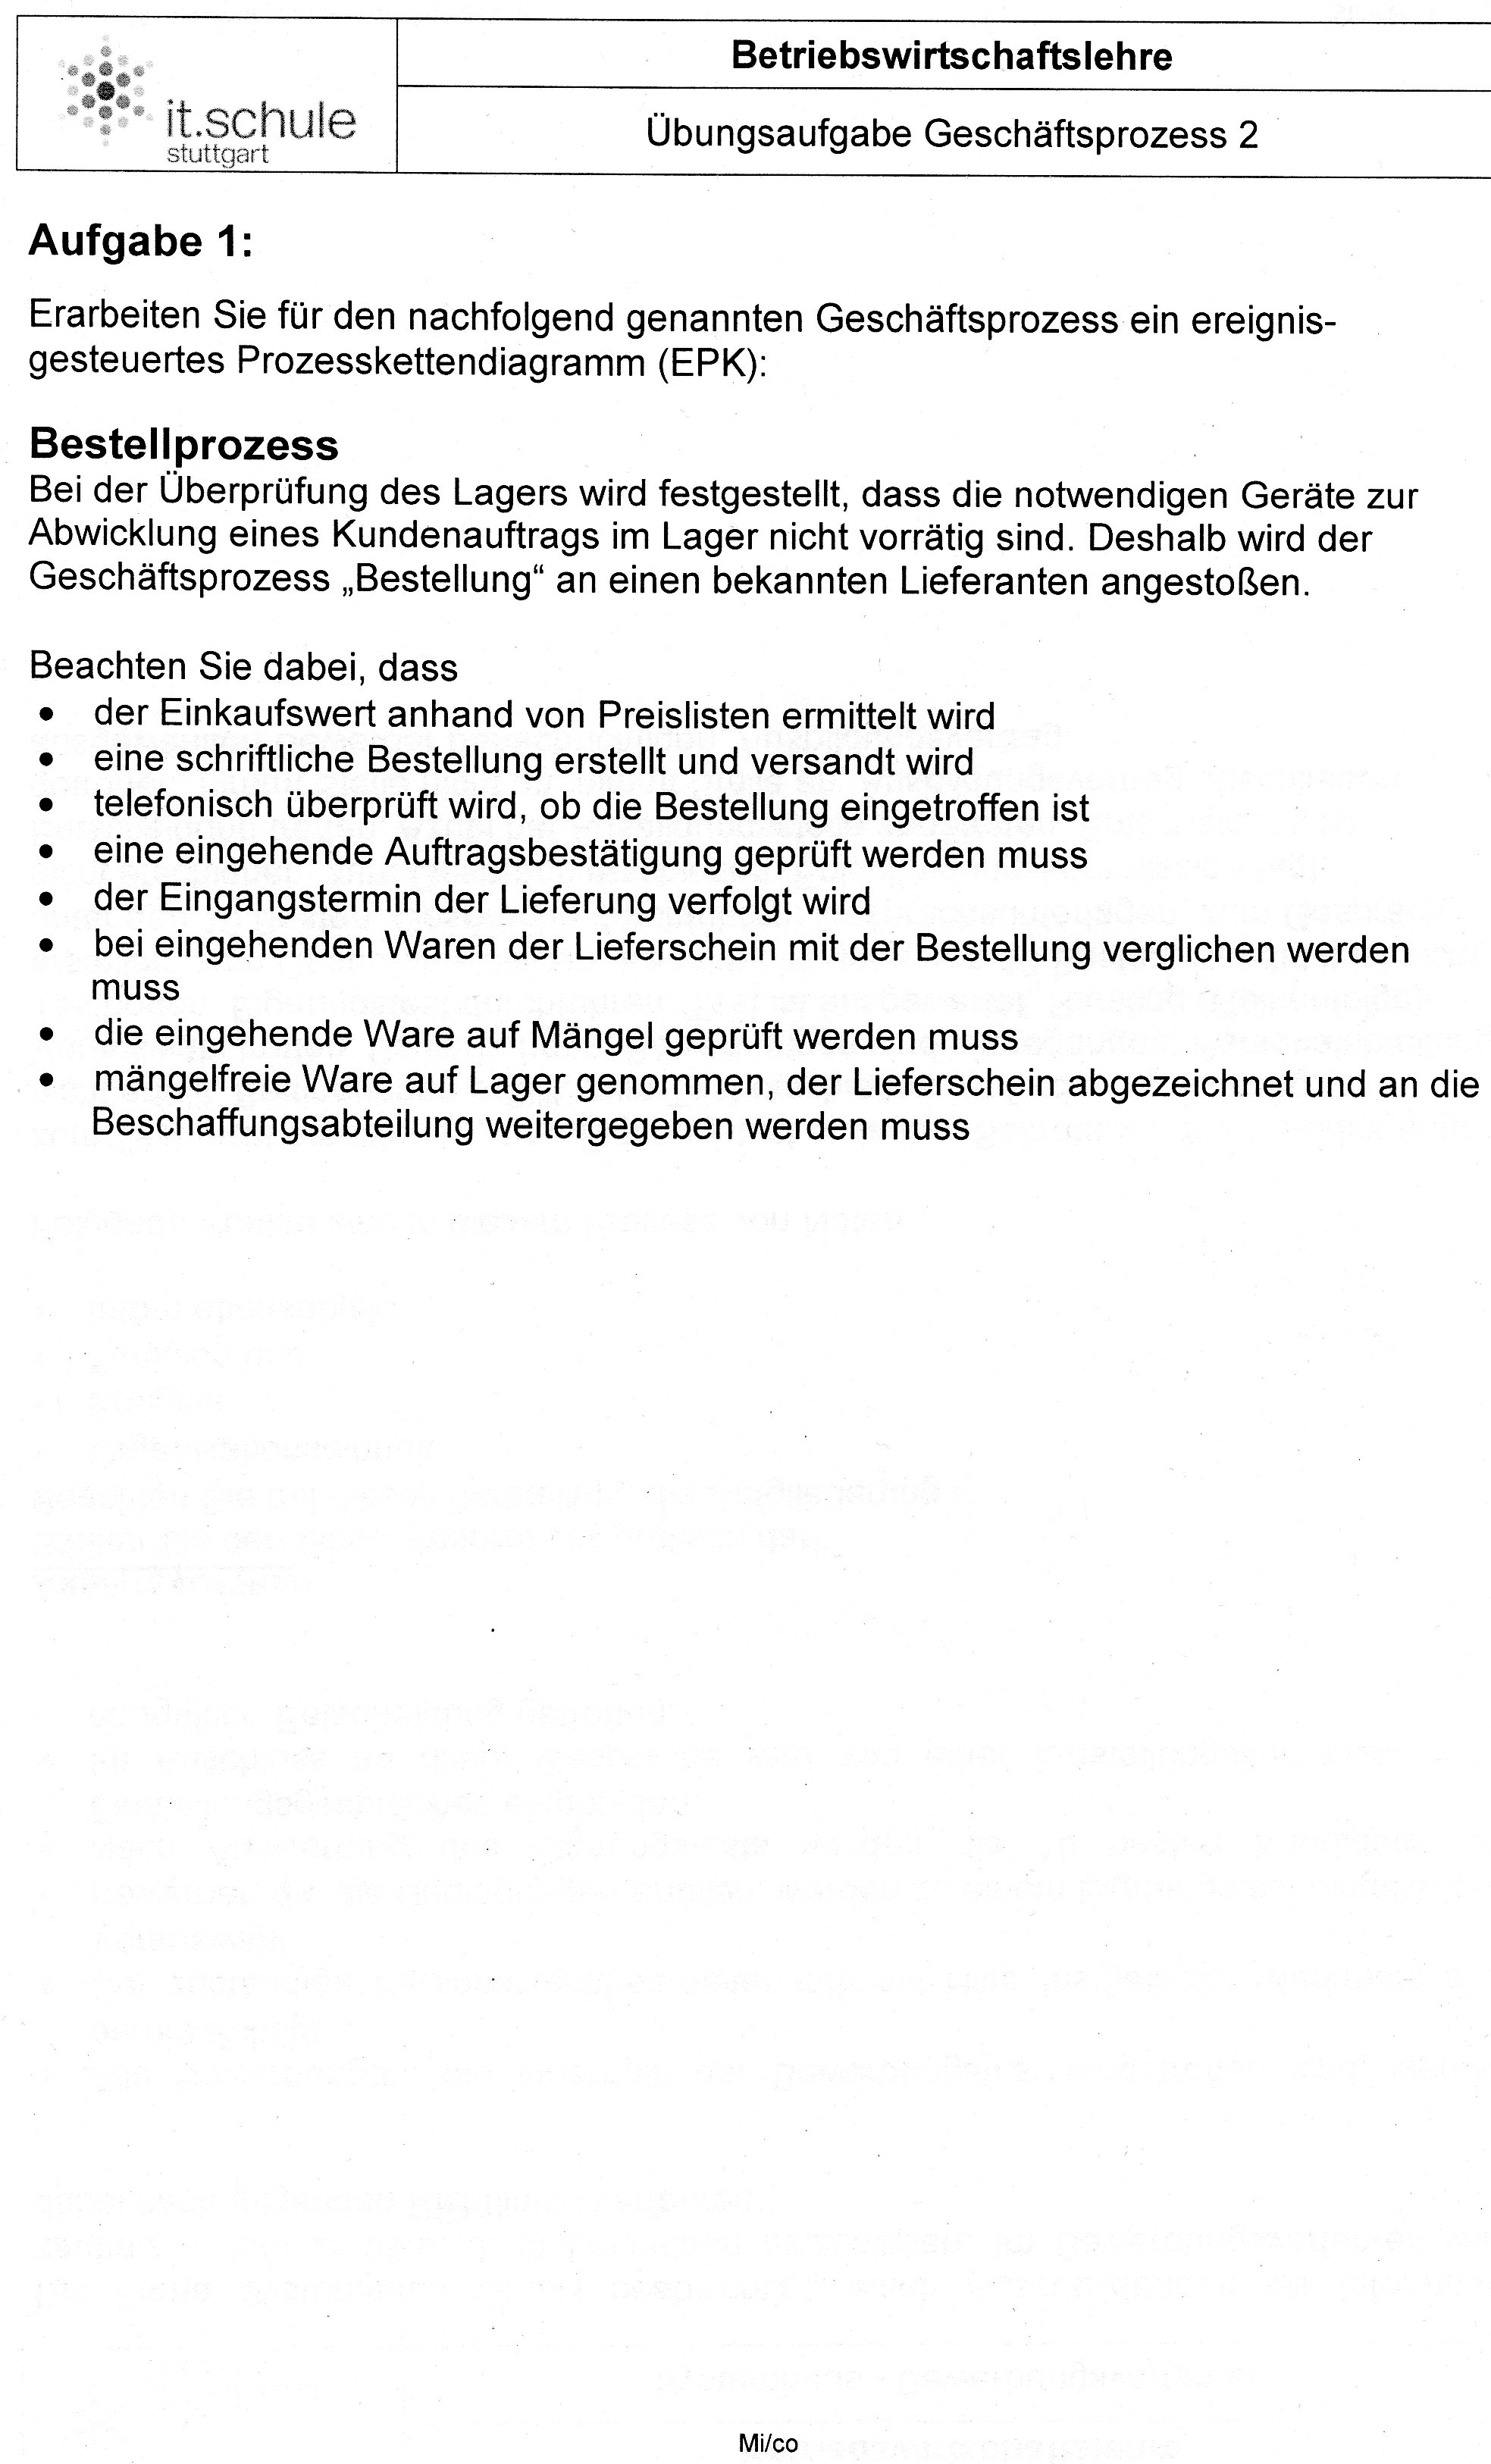 it.schule
stuttgart
Betriebswirtschaftslehre
Übungsaufgabe Geschäftsprozess 2
Aufgabe 1:
Erarbeiten Sie für den nachfolgend genannten Geschäftsprozess ein ereignis-
gesteuertes Prozesskettendiagramm (EPK):
Bestellprozess
Bei der Überprüfung des Lagers wird festgestellt, dass die notwendigen Geräte zur
Abwicklung eines Kundenauftrags im Lager nicht vorrätig sind. Deshalb wird der
Geschäftsprozess „Bestellung“ an einen bekannten Lieferanten angestoßen.
Beachten Sie dabei, dass
• der Einkaufswert anhand von Preislisten ermittelt wird
• eine schriftliche Bestellung erstellt und versandt wird
• telefonisch überprüft wird, ob die Bestellung eingetroffen ist
• eine eingehende Auftragsbestätigung geprüft werden muss
• der Eingangstermin der Lieferung verfolgt wird
• bei eingehenden Waren der Lieferschein mit der Bestellung verglichen werden
muss
• die eingehende Ware auf Mängel geprüft werden muss
• mängelfreie Ware auf Lager genommen, der Lieferschein abgezeichnet und an die
Beschaffungsabteilung weitergegeben werden muss
Mi/co